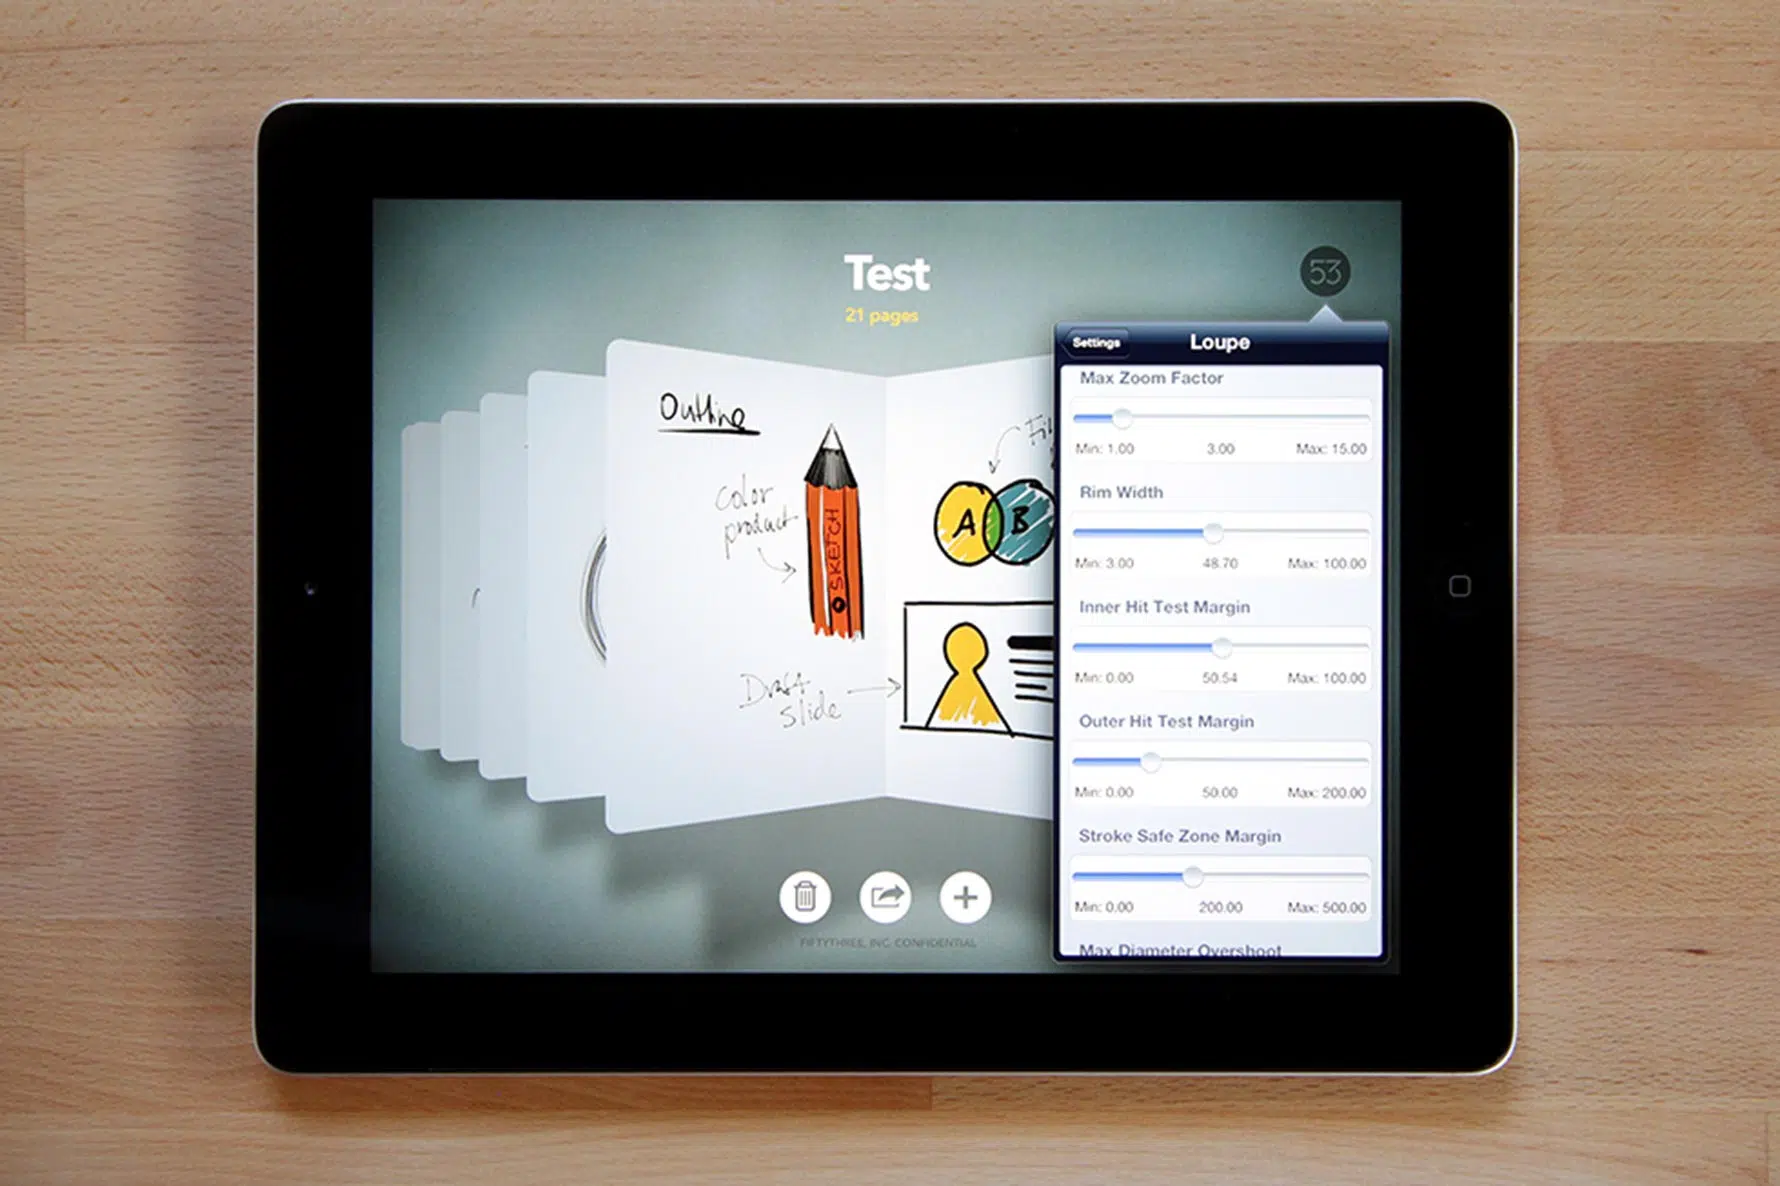 Test
21 pages
53
Outline
Color
product
SKETCH
A B
Draft
slide
FIFTYTHREE, INC. CONFIDENTIAL
Settings
Loupe
Max Zoom Factor
Min: 1.00 3.00 Max: 15.00
Rim Width
Min: 3.00 48.70 Max: 100.00
Inner Hit Test Margin
Min: 0.00 50.54 Max: 100.00
Outer Hit Test Margin
Min: 0.00 50.00 Max: 200.00
Stroke Safe Zone Margin
Min: 0.00 200.00 Max: 500.00
Max Diameter Overshoot